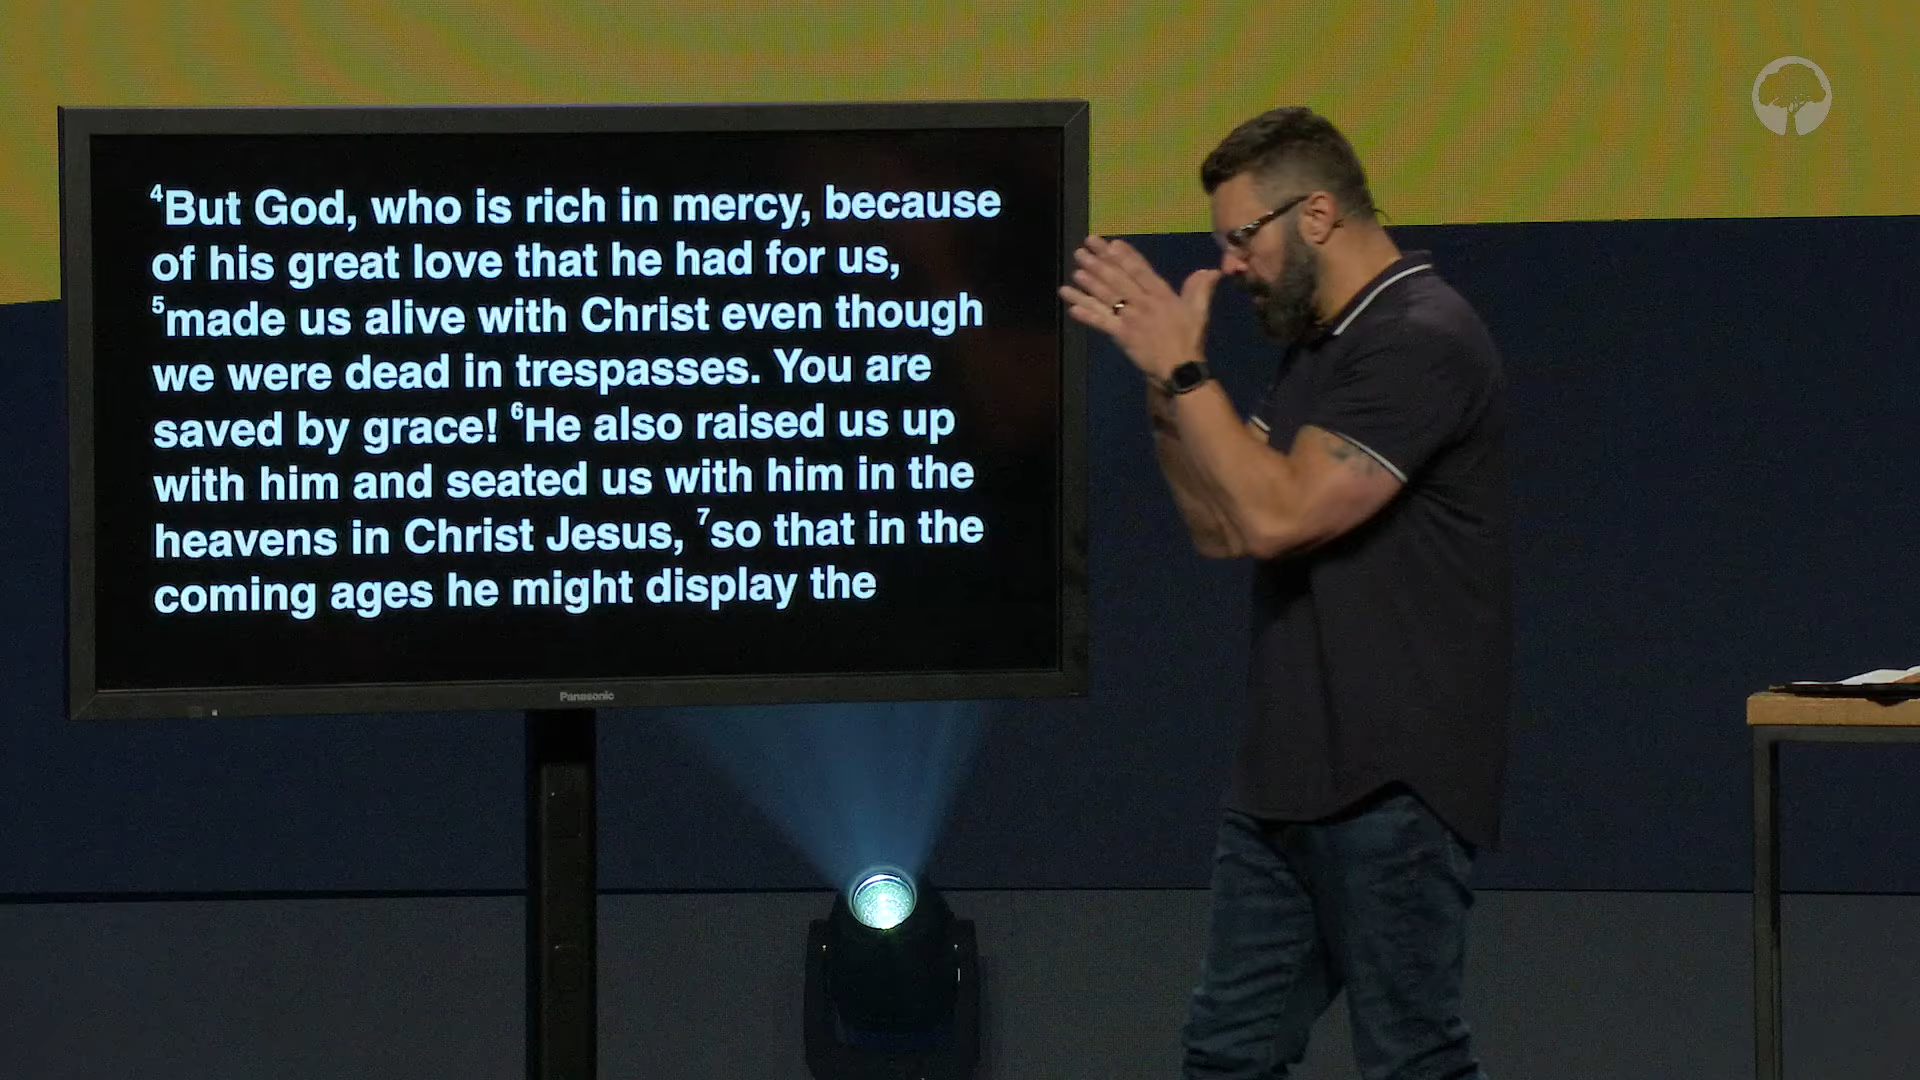 ⁴But God, who is rich in mercy, because
of his great love that he had for us,
⁵made us alive with Christ even though
we were dead in trespasses. You are
saved by grace! ⁶He also raised us up
with him and seated us with him in the
heavens in Christ Jesus, ⁷so that in the
coming ages he might display the
Panasonic